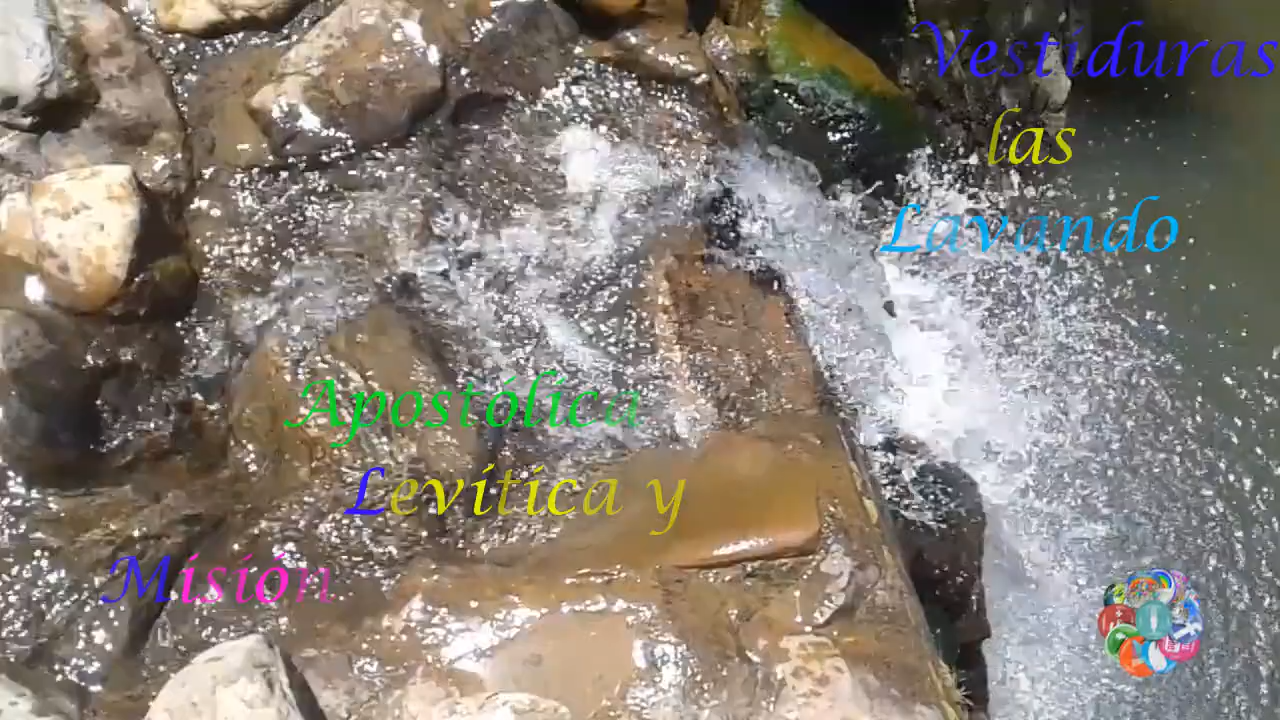 Vestiduras
las
Lavando
Apostólica
Levítica y
Misión